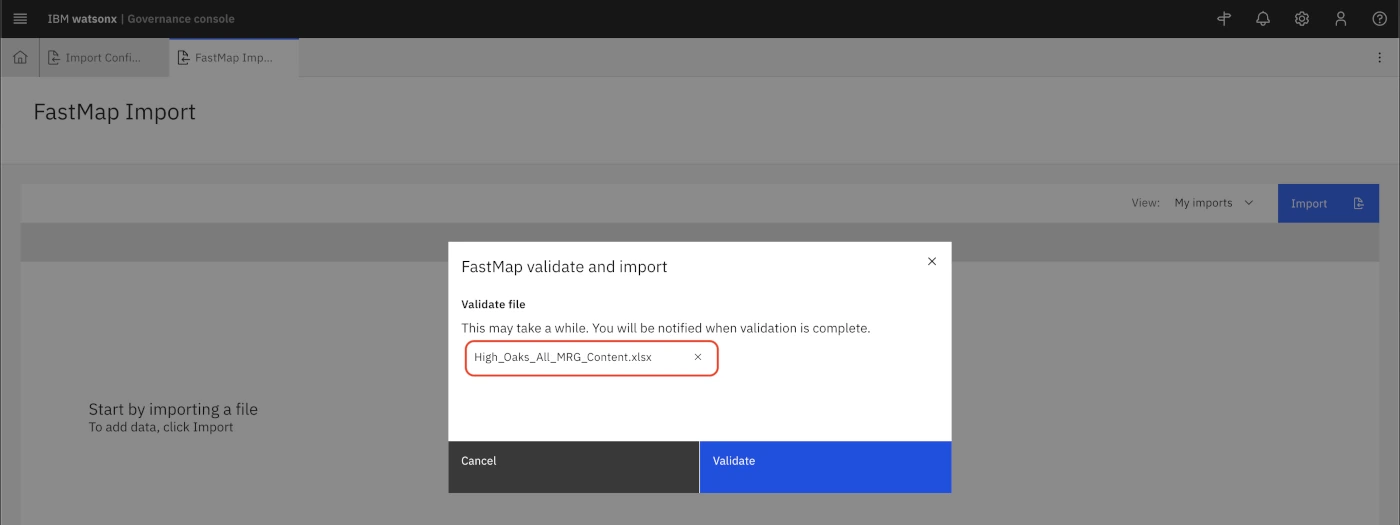 IBM watsonx | Governance console
Import Confi...
FastMap Imp...
FastMap Import
View: My imports
Import
FastMap validate and import
Validate file
This may take a while. You will be notified when validation is complete.
High_Oaks_All_MRG_Content.xlsx
Start by importing a file
To add data, click Import
Cancel
Validate